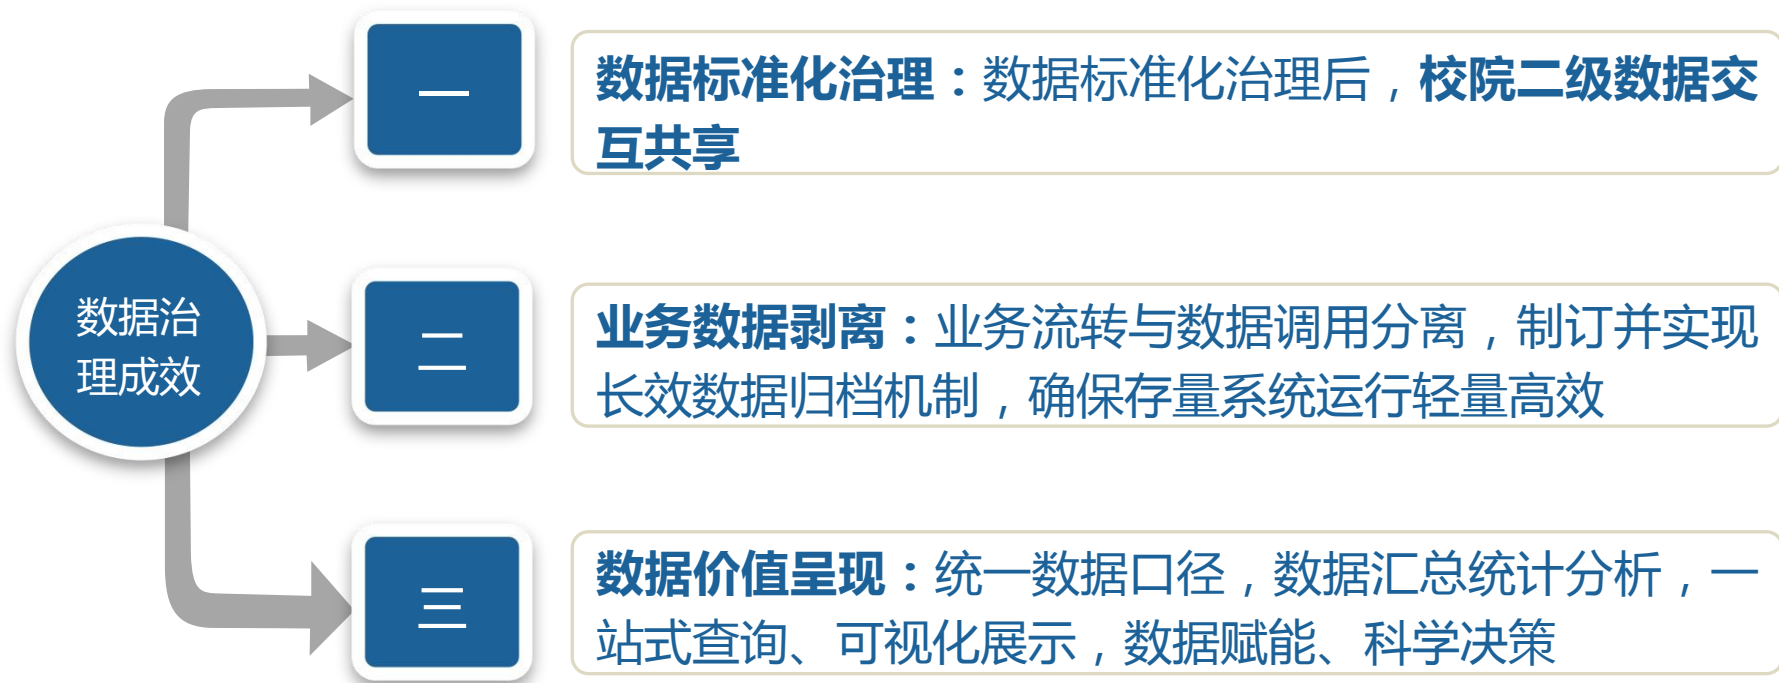 数据治
理成效
一
数据标准化治理：数据标准化治理后，校院二级数据交
互共享
二
业务数据剥离：业务流转与数据调用分离，制订并实现
长效数据归档机制，确保存量系统运行轻量高效
三
数据价值呈现：统一数据口径，数据汇总统计分析，一
站式查询、可视化展示，数据赋能、科学决策